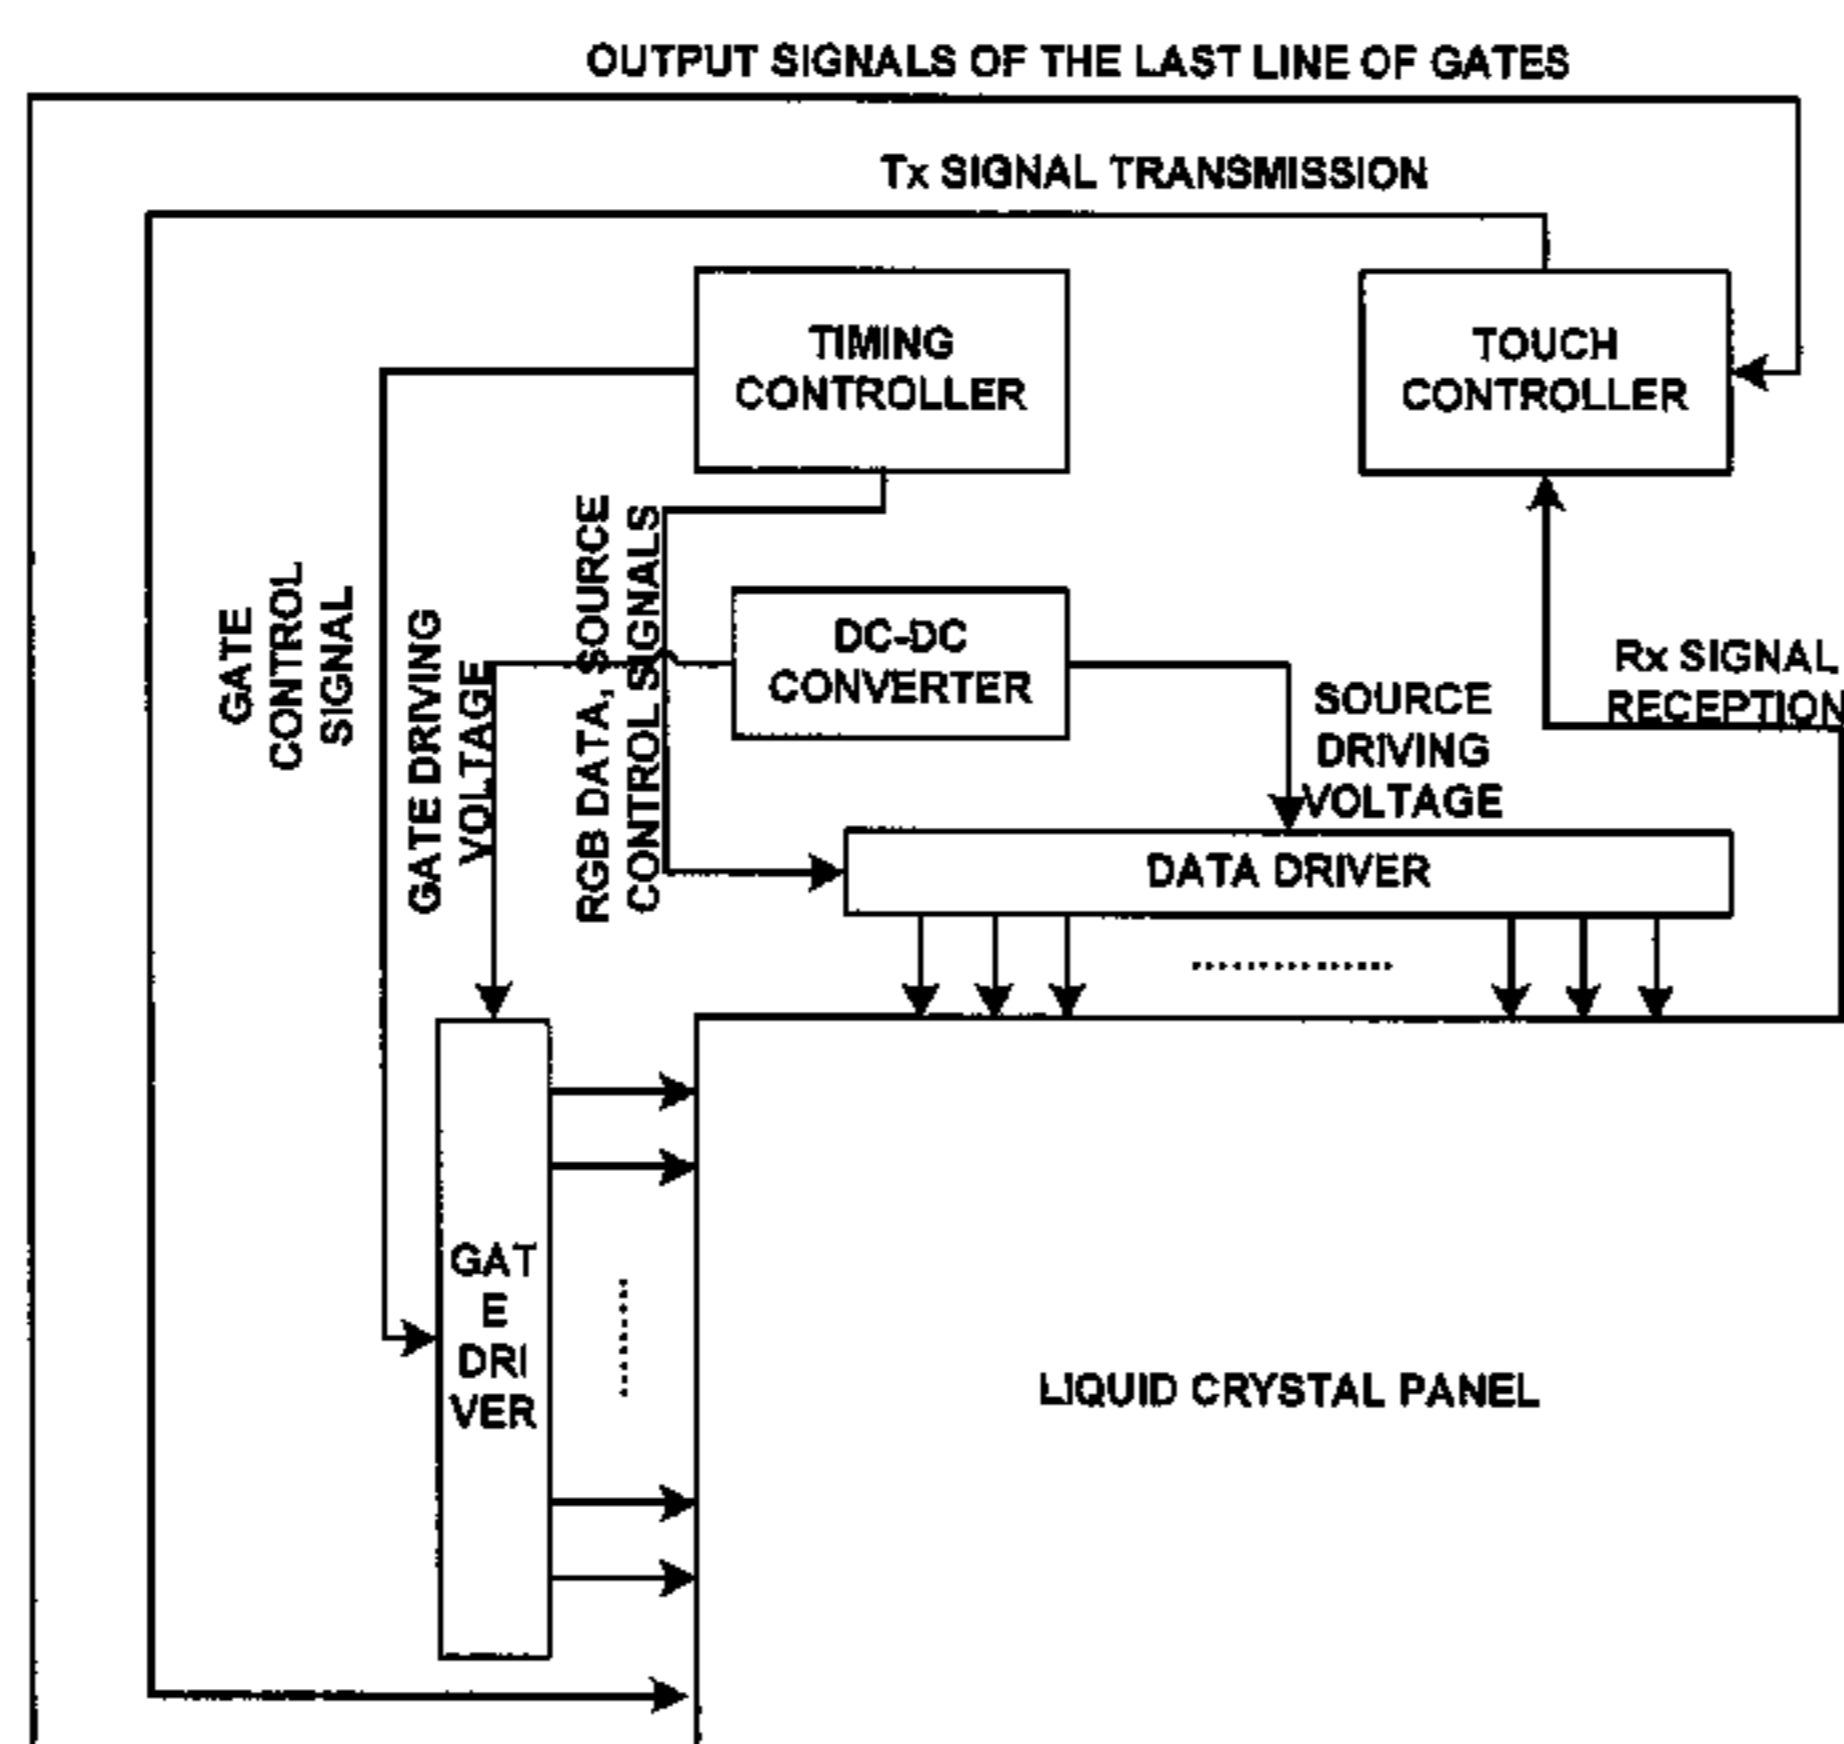 OUTPUT SIGNALS OF THE LAST LINE OF GATES
Tx SIGNAL TRANSMISSION
TIMING
CONTROLLER
TOUCH
CONTROLLER
GATE
CONTROL
SIGNAL
GATE DRIVING
VOLTAGE
RGB DATA, SOURCE
CONTROL SIGNALS
DC-DC
CONVERTER
SOURCE
DRIVING
VOLTAGE
Rx SIGNAL
RECEPTION
DATA DRIVER
GAT
E
DRI
VER
LIQUID CRYSTAL PANEL